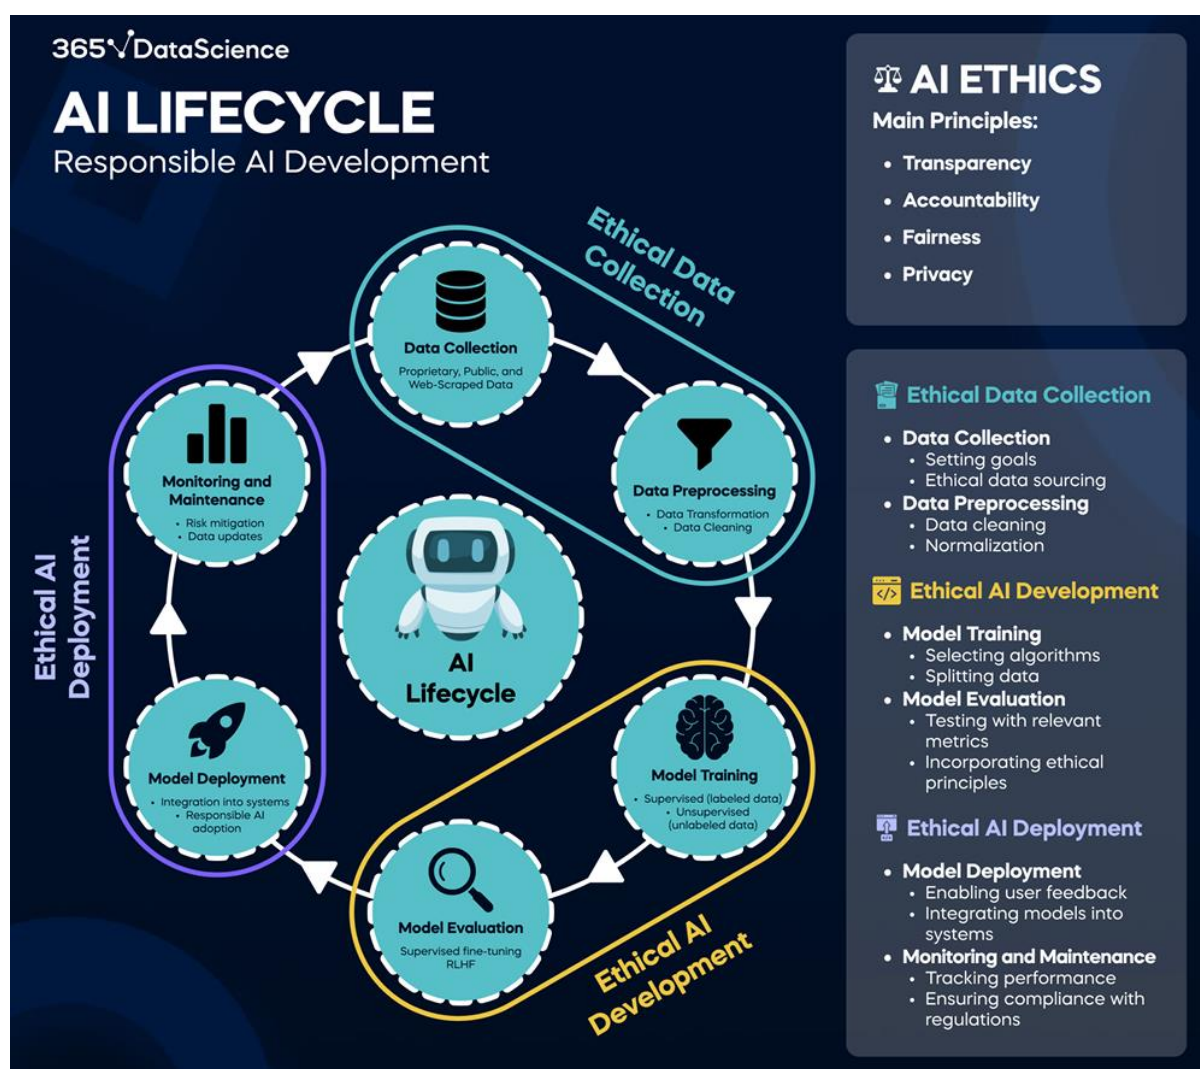 365 DataScience
AI LIFECYCLE
Responsible AI Development
Ethical Data
Collection
Data Collection
Proprietary, Public, and
Web-Scraped Data
Data Preprocessing
• Data Transformation
• Data Cleaning
Ethical AI
Development
Model Training
• Supervised (labeled data)
• Unsupervised
(unlabeled data)
Model Evaluation
Supervised fine-tuning
RLHF
Ethical AI
Deployment
Model Deployment
• Integration into systems
• Responsible AI
adoption
Monitoring and
Maintenance
• Risk mitigation
• Data updates
AI
Lifecycle
AI ETHICS
Main Principles:
• Transparency
• Accountability
• Fairness
• Privacy
Ethical Data Collection
• Data Collection
• Setting goals
• Ethical data sourcing
• Data Preprocessing
• Data cleaning
• Normalization
</> Ethical AI Development
• Model Training
• Selecting algorithms
• Splitting data
• Model Evaluation
• Testing with relevant
metrics
• Incorporating ethical
principles
Ethical AI Deployment
• Model Deployment
• Enabling user feedback
• Integrating models into
systems
• Monitoring and Maintenance
• Tracking performance
• Ensuring compliance with
regulations